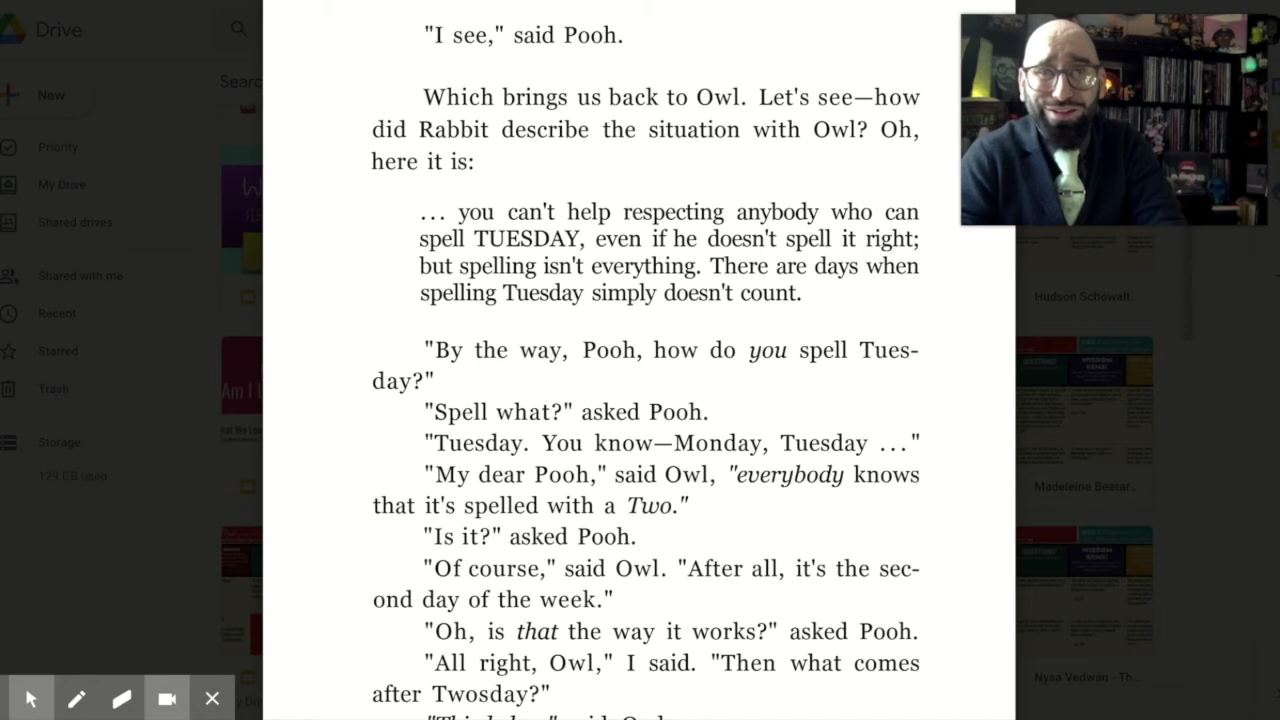 "I see," said Pooh.
Which brings us back to Owl. Let's see—how
did Rabbit describe the situation with Owl? Oh,
here it is:
... you can't help respecting anybody who can
spell TUESDAY, even if he doesn't spell it right;
but spelling isn't everything. There are days when
spelling Tuesday simply doesn't count.
"By the way, Pooh, how do you spell Tues-
day?"
"Spell what?" asked Pooh.
"Tuesday. You know—Monday, Tuesday ..."
"My dear Pooh," said Owl, "everybody knows
that it's spelled with a Two."
"Is it?" asked Pooh.
"Of course," said Owl. "After all, it's the sec-
ond day of the week."
"Oh, is that the way it works?" asked Pooh.
"All right, Owl," I said. "Then what comes
after Twosday?"
Drive
New
Priority
My Drive
Shared drives
Shared with me
Recent
Starred
Trash
Storage
129 GB used
Searc
Am I
Hudson Schowalt...
Madeleine Beetar...
Nysa Vedwan - Th...